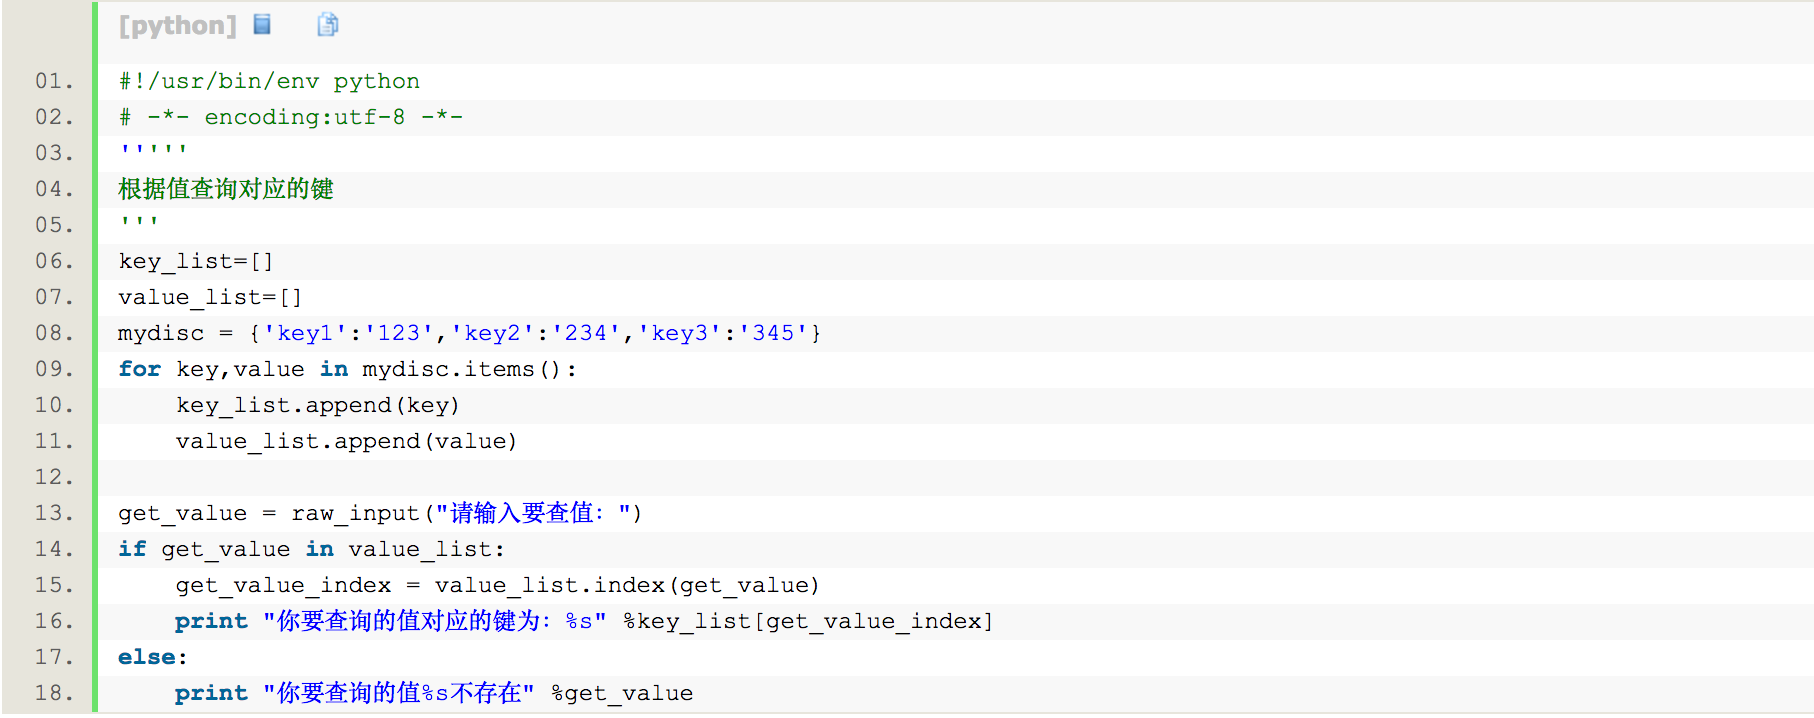 [python]
01. #!/usr/bin/env python
02. # -*- encoding:utf-8 -*-
03. '''''
04. 根据值查询对应的键
05. '''
06. key_list=[]
07. value_list=[]
08. mydisc = {'key1':'123','key2':'234','key3':'345'}
09. for key,value in mydisc.items():
10.     key_list.append(key)
11.     value_list.append(value)
12.
13. get_value = raw_input("请输入要查值：")
14. if get_value in value_list:
15.     get_value_index = value_list.index(get_value)
16.     print "你要查询的值对应的键为：%s" %key_list[get_value_index]
17. else:
18.     print "你要查询的值%s不存在" %get_value